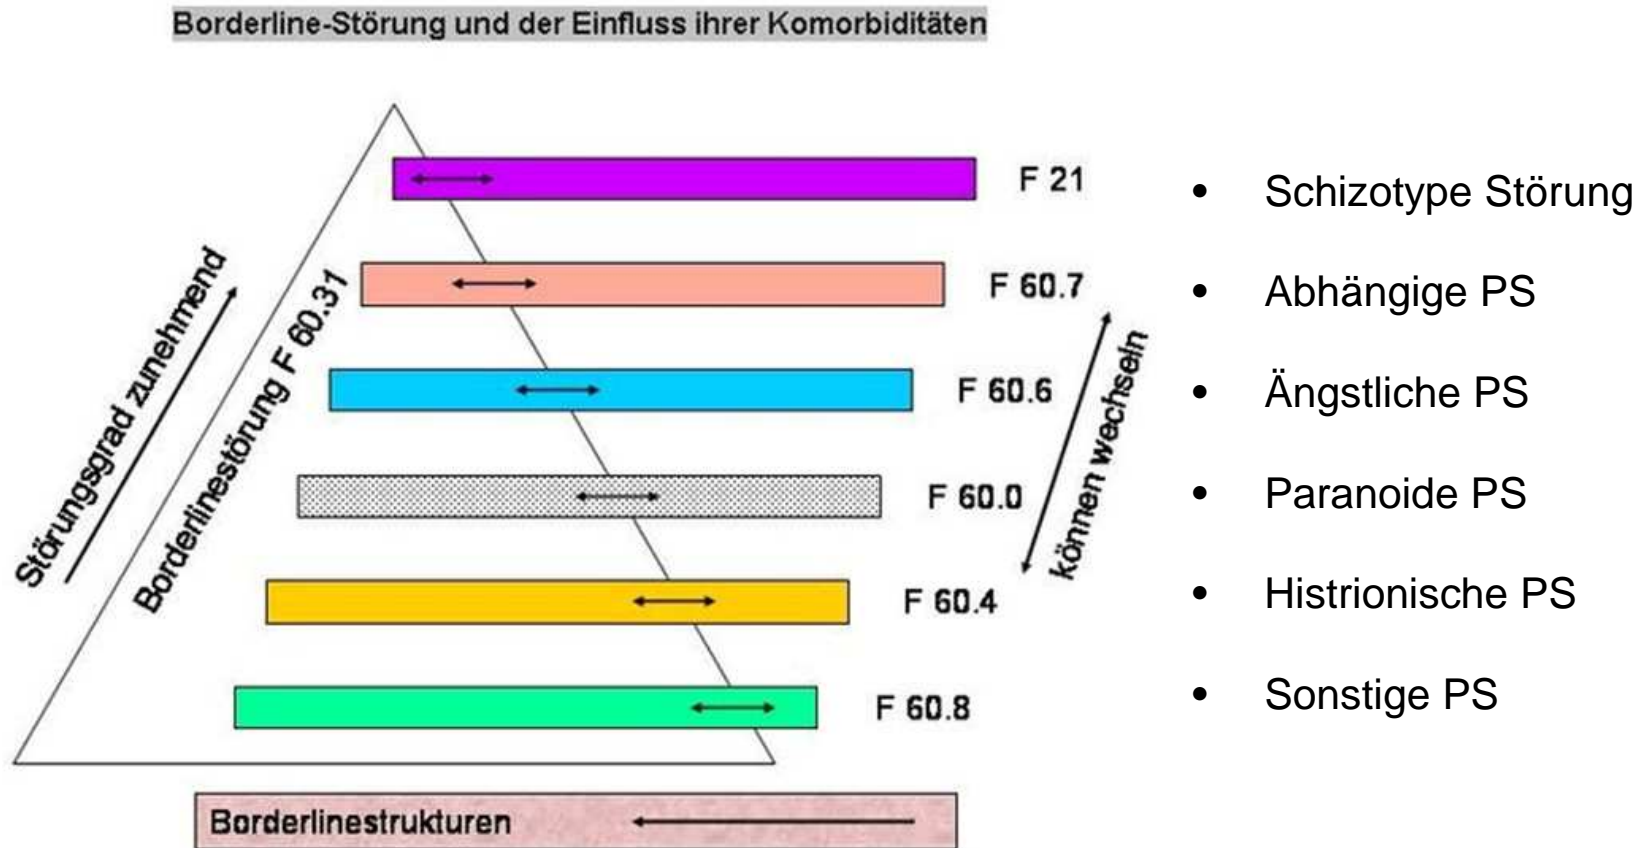 Borderline-Störung und der Einfluss ihrer Komorbiditäten
Störungsgrad zunehmend
Borderlinestörung F 60.31
F 21
F 60.7
F 60.6
F 60.0
F 60.4
F 60.8
können wechseln
Borderlinestrukturen
• Schizotype Störung
• Abhängige PS
• Ängstliche PS
• Paranoide PS
• Histrionische PS
• Sonstige PS